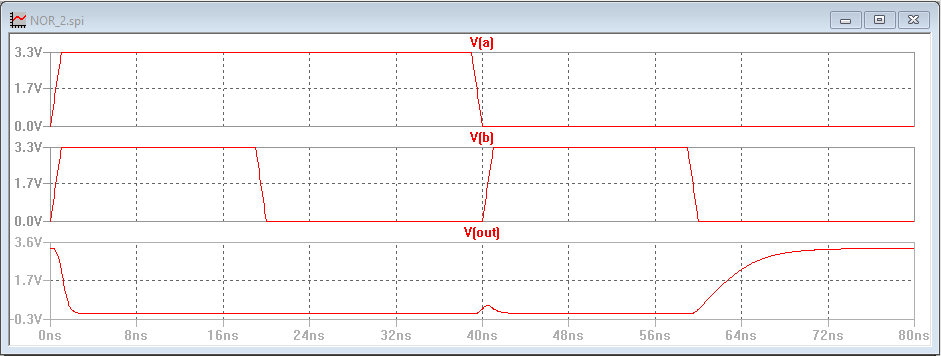 NOR_2.spi
V(a)
3.3V
1.7V
0.0V
V(b)
3.3V
1.7V
0.0V
V(out)
3.6V
1.7V
-0.3V
0ns 8ns 16ns 24ns 32ns 40ns 48ns 56ns 64ns 72ns 80ns